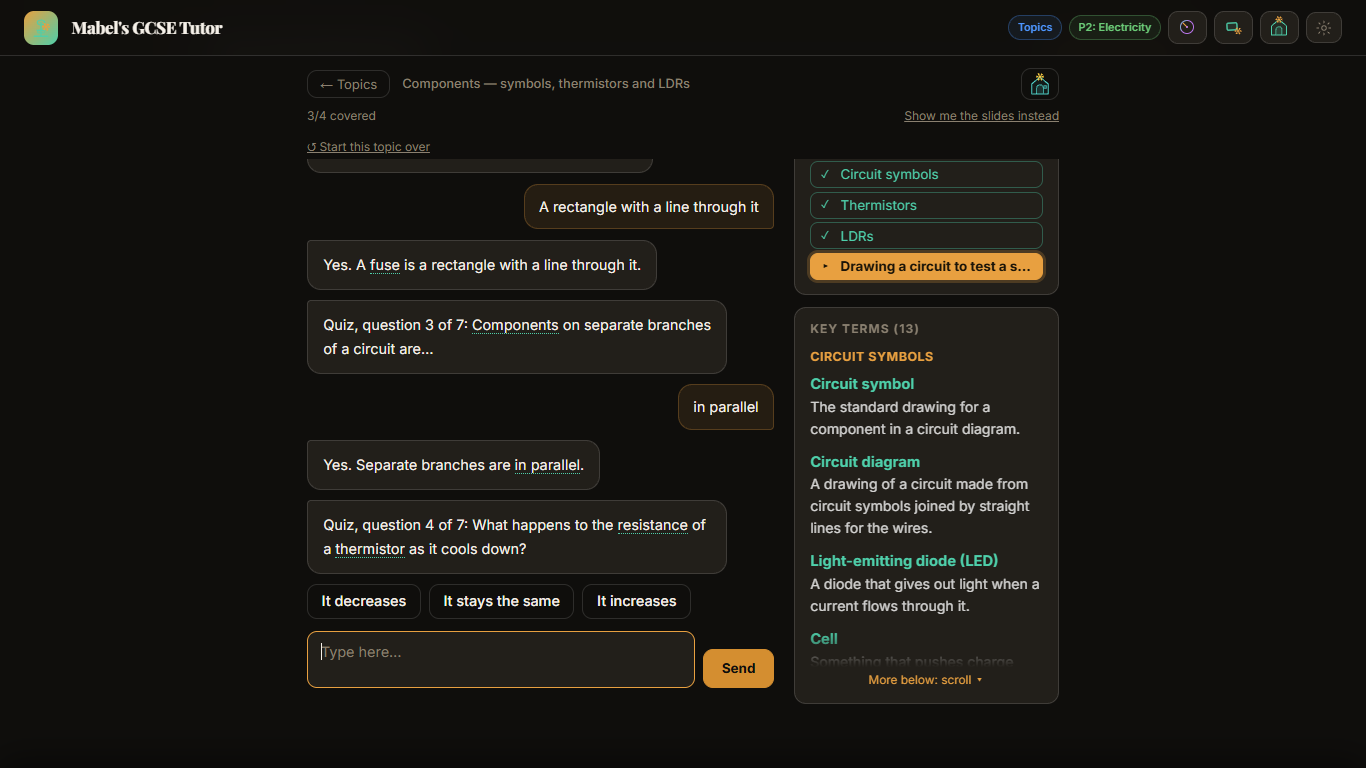 Mabel's GCSE Tutor
Topics
P2: Electricity
← Topics
Components — symbols, thermistors and LDRs
3/4 covered
Show me the slides instead
↺ Start this topic over
A rectangle with a line through it
Yes. A fuse is a rectangle with a line through it.
Quiz, question 3 of 7: Components on separate branches
of a circuit are...
in parallel
Yes. Separate branches are in parallel.
Quiz, question 4 of 7: What happens to the resistance of
a thermistor as it cools down?
It decreases
It stays the same
It increases
Type here...
Send
✓ Circuit symbols
✓ Thermistors
✓ LDRs
▸ Drawing a circuit to test a s...
KEY TERMS (13)
CIRCUIT SYMBOLS
Circuit symbol
The standard drawing for a
component in a circuit diagram.
Circuit diagram
A drawing of a circuit made from
circuit symbols joined by straight
lines for the wires.
Light-emitting diode (LED)
A diode that gives out light when a
current flows through it.
Cell
Something that pushes charge
More below: scroll ▾